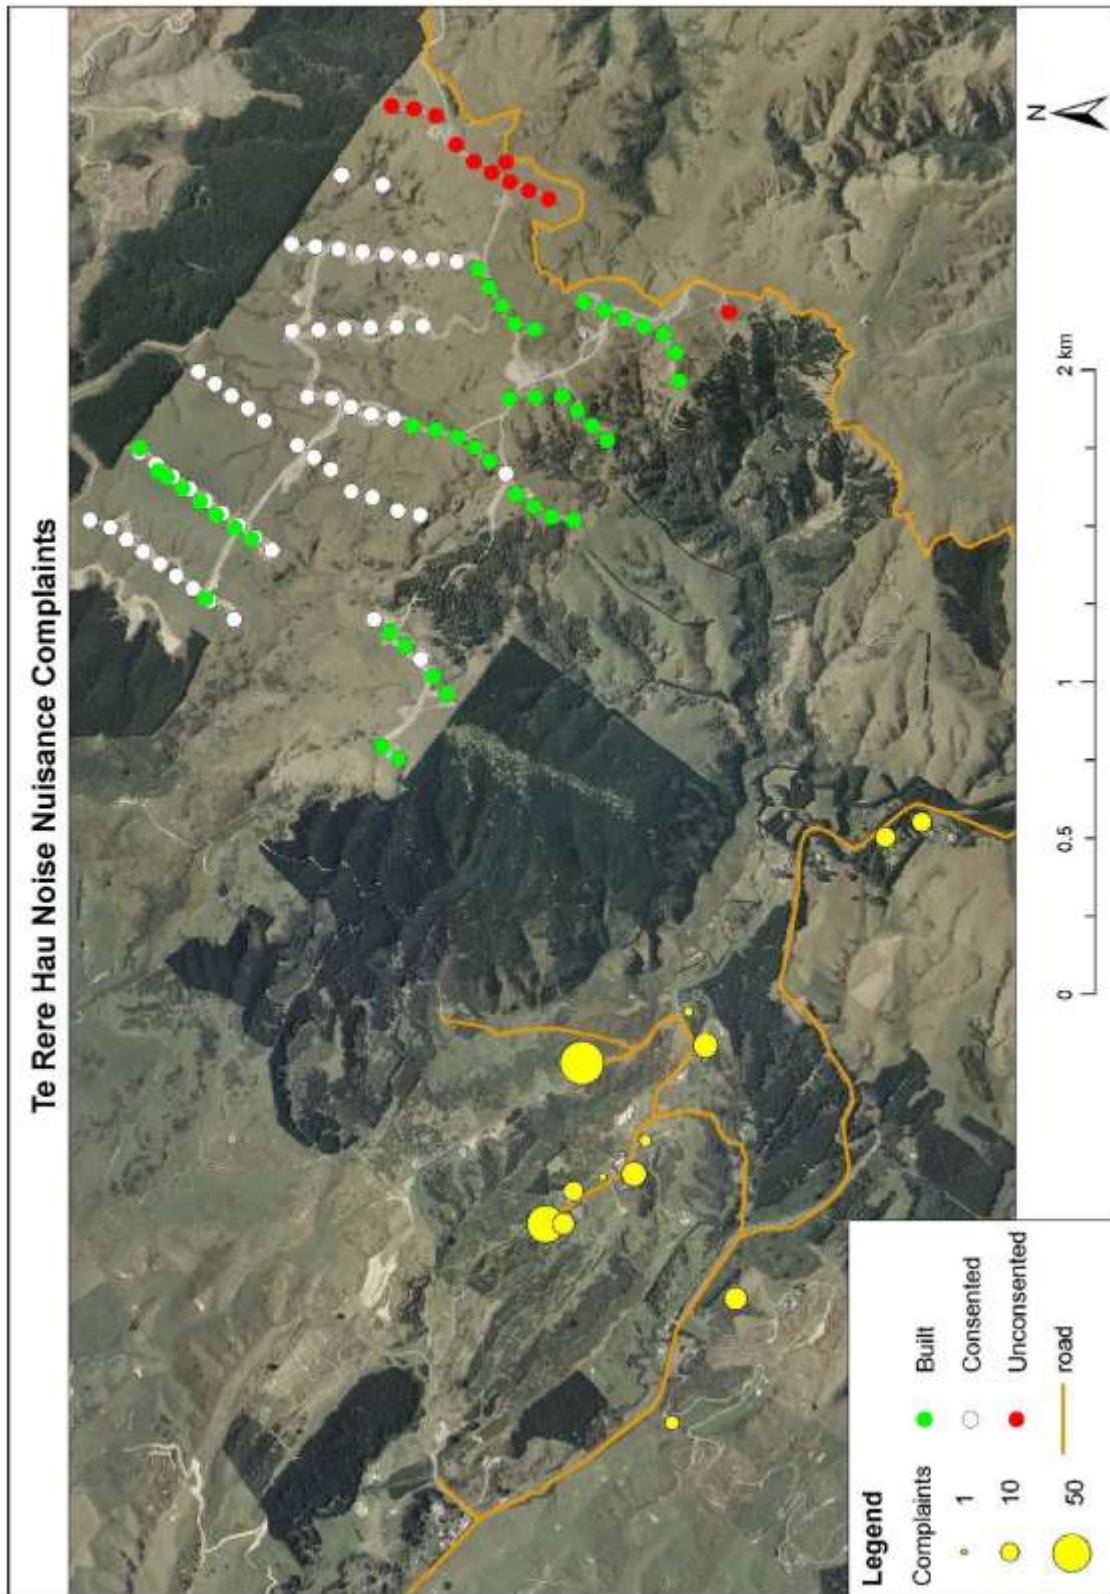 Te Rere Hau Noise Nuisance Complaints
Legend
Complaints
1
10
50
Built
Consented
Unconsented
road
0
0.5
1
2 km
N